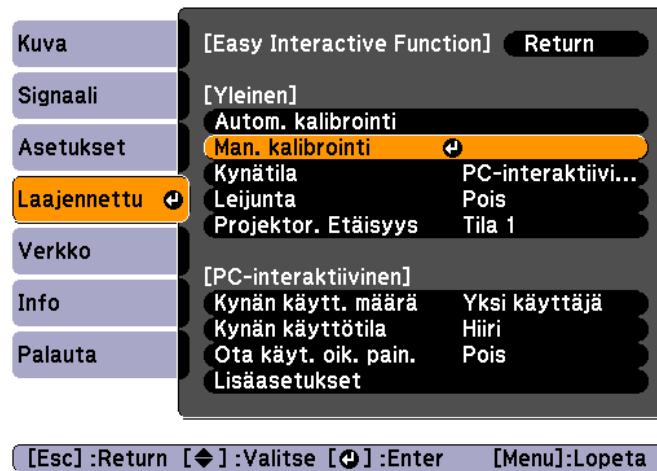 Kuva
Signaali
Asetukset
Laajennettu
Verkko
Info
Palauta
[Easy Interactive Function] Return
[Yleinen]
Autom. kalibrointi
Man. kalibrointi
Kynätila PC-interaktiivi...
Leijunta Pois
Projektor. Etäisyys Tila 1
[PC-interaktiivinen]
Kynän käytt. määrä Yksi käyttäjä
Kynän käyttötila Hiiri
Ota käyt. oik. pain. Pois
Lisäasetukset
[Esc] :Return [◆] :Valitse [⏎] :Enter [Menu]:Lopeta